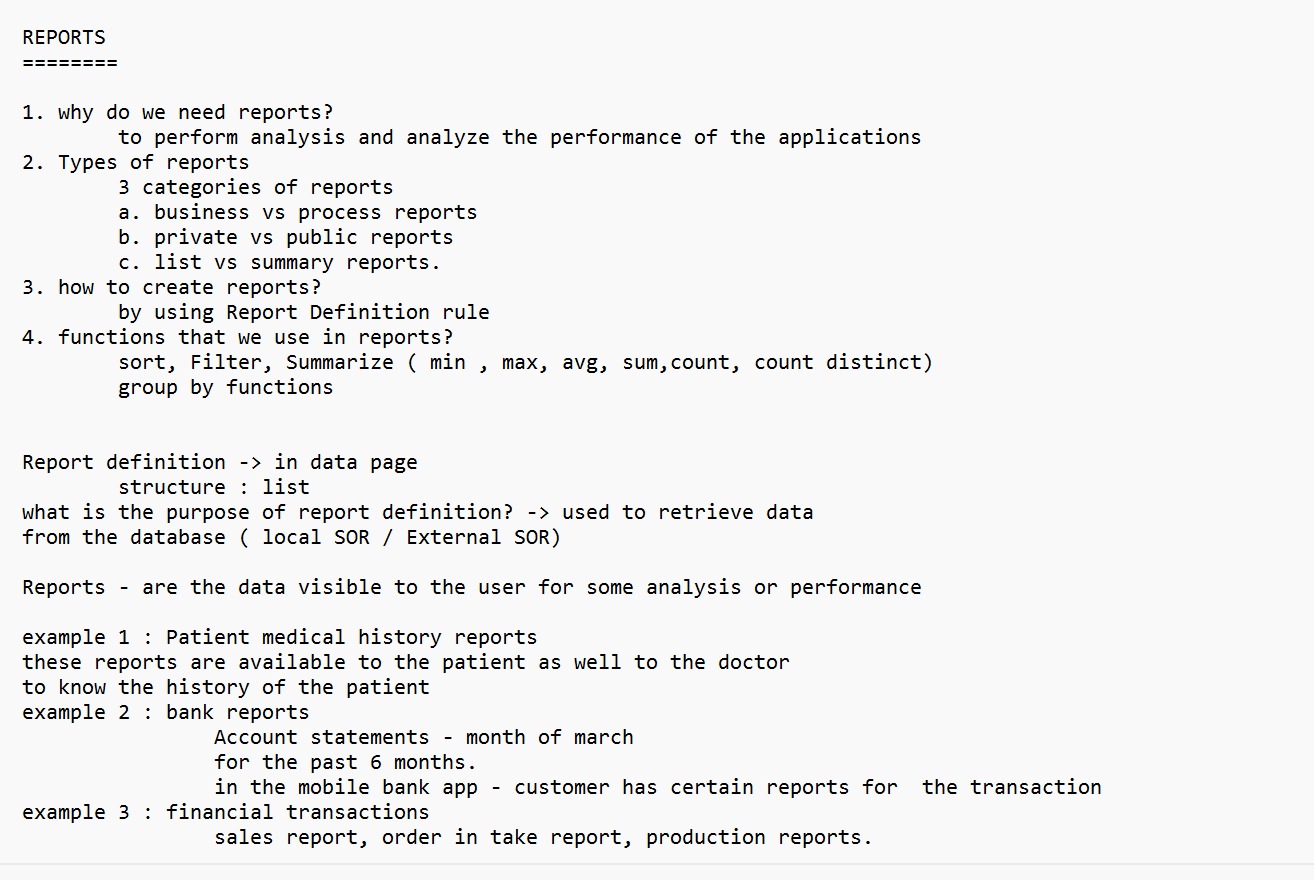 REPORTS
========
1. why do we need reports?
to perform analysis and analyze the performance of the applications
2. Types of reports
3 categories of reports
a. business vs process reports
b. private vs public reports
c. list vs summary reports.
3. how to create reports?
by using Report Definition rule
4. functions that we use in reports?
sort, Filter, Summarize ( min , max, avg, sum,count, count distinct)
group by functions
Report definition -> in data page
structure : list
what is the purpose of report definition? -> used to retrieve data
from the database ( local SOR / External SOR)
Reports - are the data visible to the user for some analysis or performance
example 1 : Patient medical history reports
these reports are available to the patient as well to the doctor
to know the history of the patient
example 2 : bank reports
Account statements - month of march
for the past 6 months.
in the mobile bank app - customer has certain reports for  the transaction
example 3 : financial transactions
sales report, order in take report, production reports.